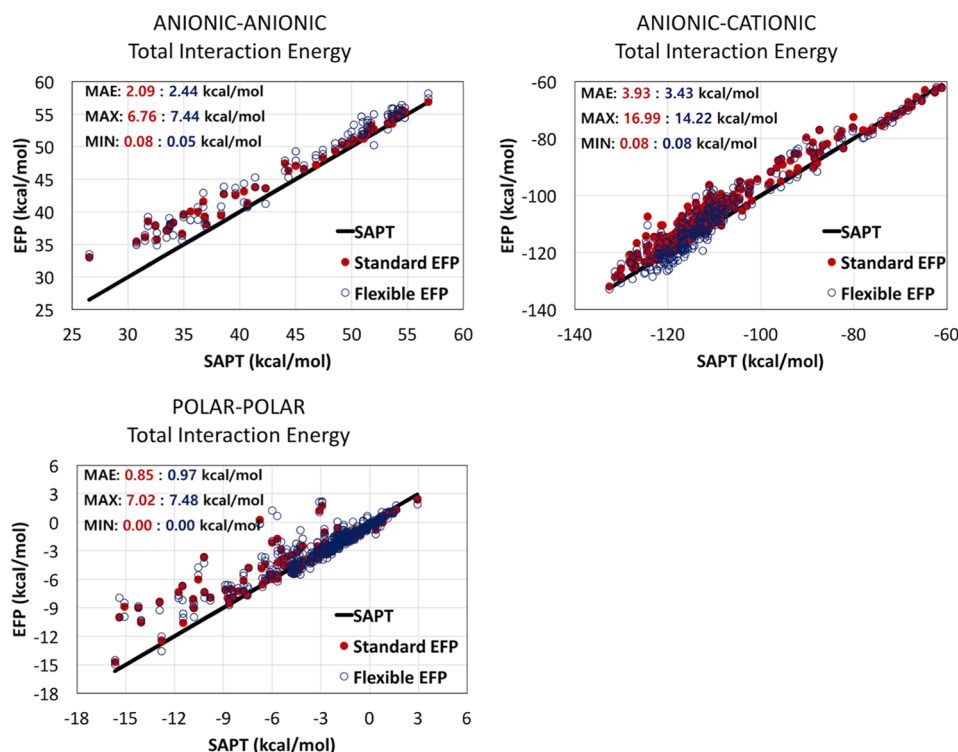 ANIONIC-ANIONIC
Total Interaction Energy
MAE: 2.09 : 2.44 kcal/mol
MAX: 6.76 : 7.44 kcal/mol
MIN: 0.08 : 0.05 kcal/mol
60
55
50
45
40
35
30
25
EFP (kcal/mol)
SAPT
Standard EFP
Flexible EFP
25 30 35 40 45 50 55 60
SAPT (kcal/mol)
ANIONIC-CATIONIC
Total Interaction Energy
MAE: 3.93 : 3.43 kcal/mol
MAX: 16.99 : 14.22 kcal/mol
MIN: 0.08 : 0.08 kcal/mol
-60
-80
-100
-120
-140
EFP (kcal/mol)
SAPT
Standard EFP
Flexible EFP
-140 -120 -100 -80 -60
SAPT (kcal/mol)
POLAR-POLAR
Total Interaction Energy
MAE: 0.85 : 0.97 kcal/mol
MAX: 7.02 : 7.48 kcal/mol
MIN: 0.00 : 0.00 kcal/mol
6
3
0
-3
-6
-9
-12
-15
-18
EFP (kcal/mol)
SAPT
Standard EFP
Flexible EFP
-18 -15 -12 -9 -6 -3 0 3 6
SAPT (kcal/mol)